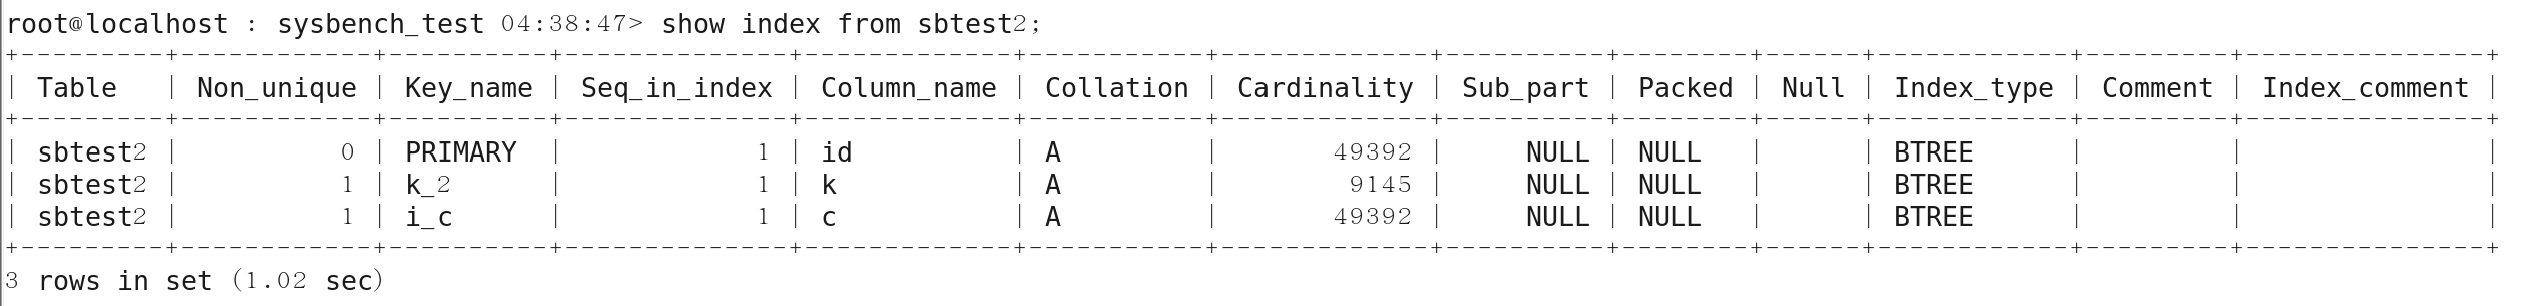 root@localhost : sysbench_test 04:38:47> show index from sbtest2;
+---------+------------+----------+--------------+-------------+-----------+-------------+----------+--------+------+------------+---------+---------------+
| Table   | Non_unique | Key_name | Seq_in_index | Column_name | Collation | Cardinality | Sub_part | Packed | Null | Index_type | Comment | Index_comment |
+---------+------------+----------+--------------+-------------+-----------+-------------+----------+--------+------+------------+---------+---------------+
| sbtest2 |          0 | PRIMARY  |            1 | id          | A         |       49392 |     NULL | NULL   |      | BTREE      |         |               |
| sbtest2 |          1 | k_2      |            1 | k           | A         |        9145 |     NULL | NULL   |      | BTREE      |         |               |
| sbtest2 |          1 | i_c      |            1 | c           | A         |       49392 |     NULL | NULL   |      | BTREE      |         |               |
+---------+------------+----------+--------------+-------------+-----------+-------------+----------+--------+------+------------+---------+---------------+
3 rows in set (1.02 sec)